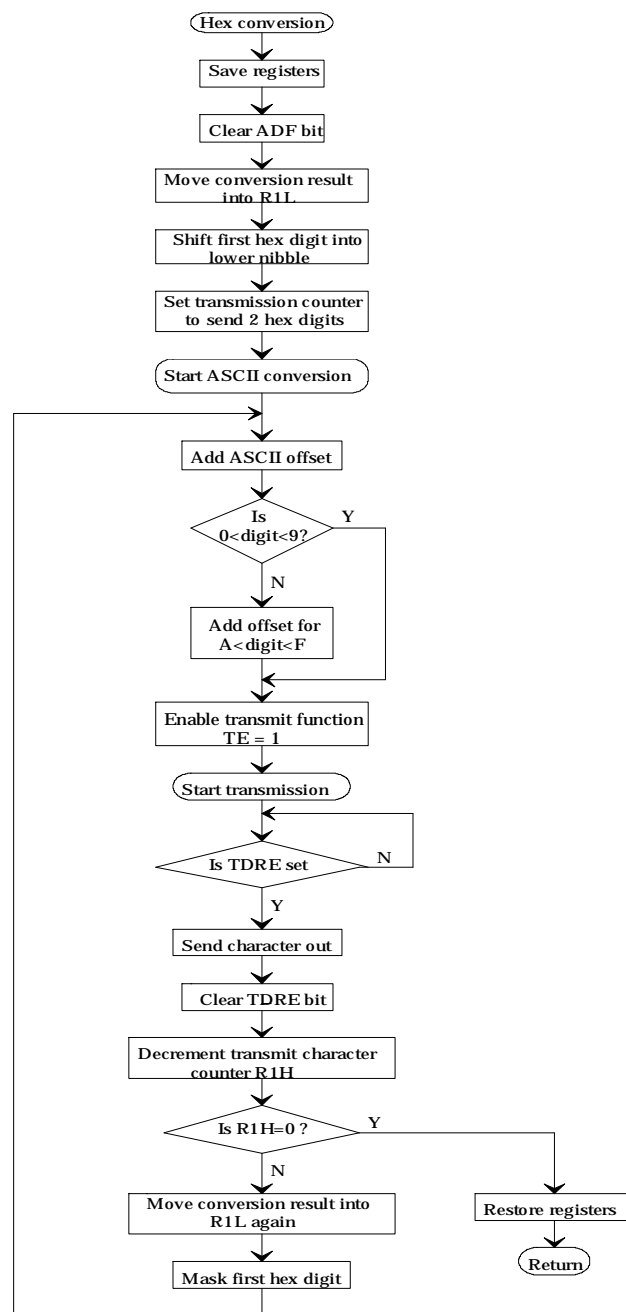 Hex conversion
Save registers
Clear ADF bit
Move conversion result
into R1L
Shift first hex digit into
lower nibble
Set transmission counter
to send 2 hex digits
Start ASCII conversion
Add ASCII offset
Is
0<digit<9?
Y
N
Add offset for
A<digit<F
Enable transmit function
TE = 1
Start transmission
Is TDRE set
N
Y
Send character out
Clear TDRE bit
Decrement transmit character
counter R1H
Is R1H=0 ?
Y
N
Move conversion result into
R1L again
Restore registers
Return
Mask first hex digit